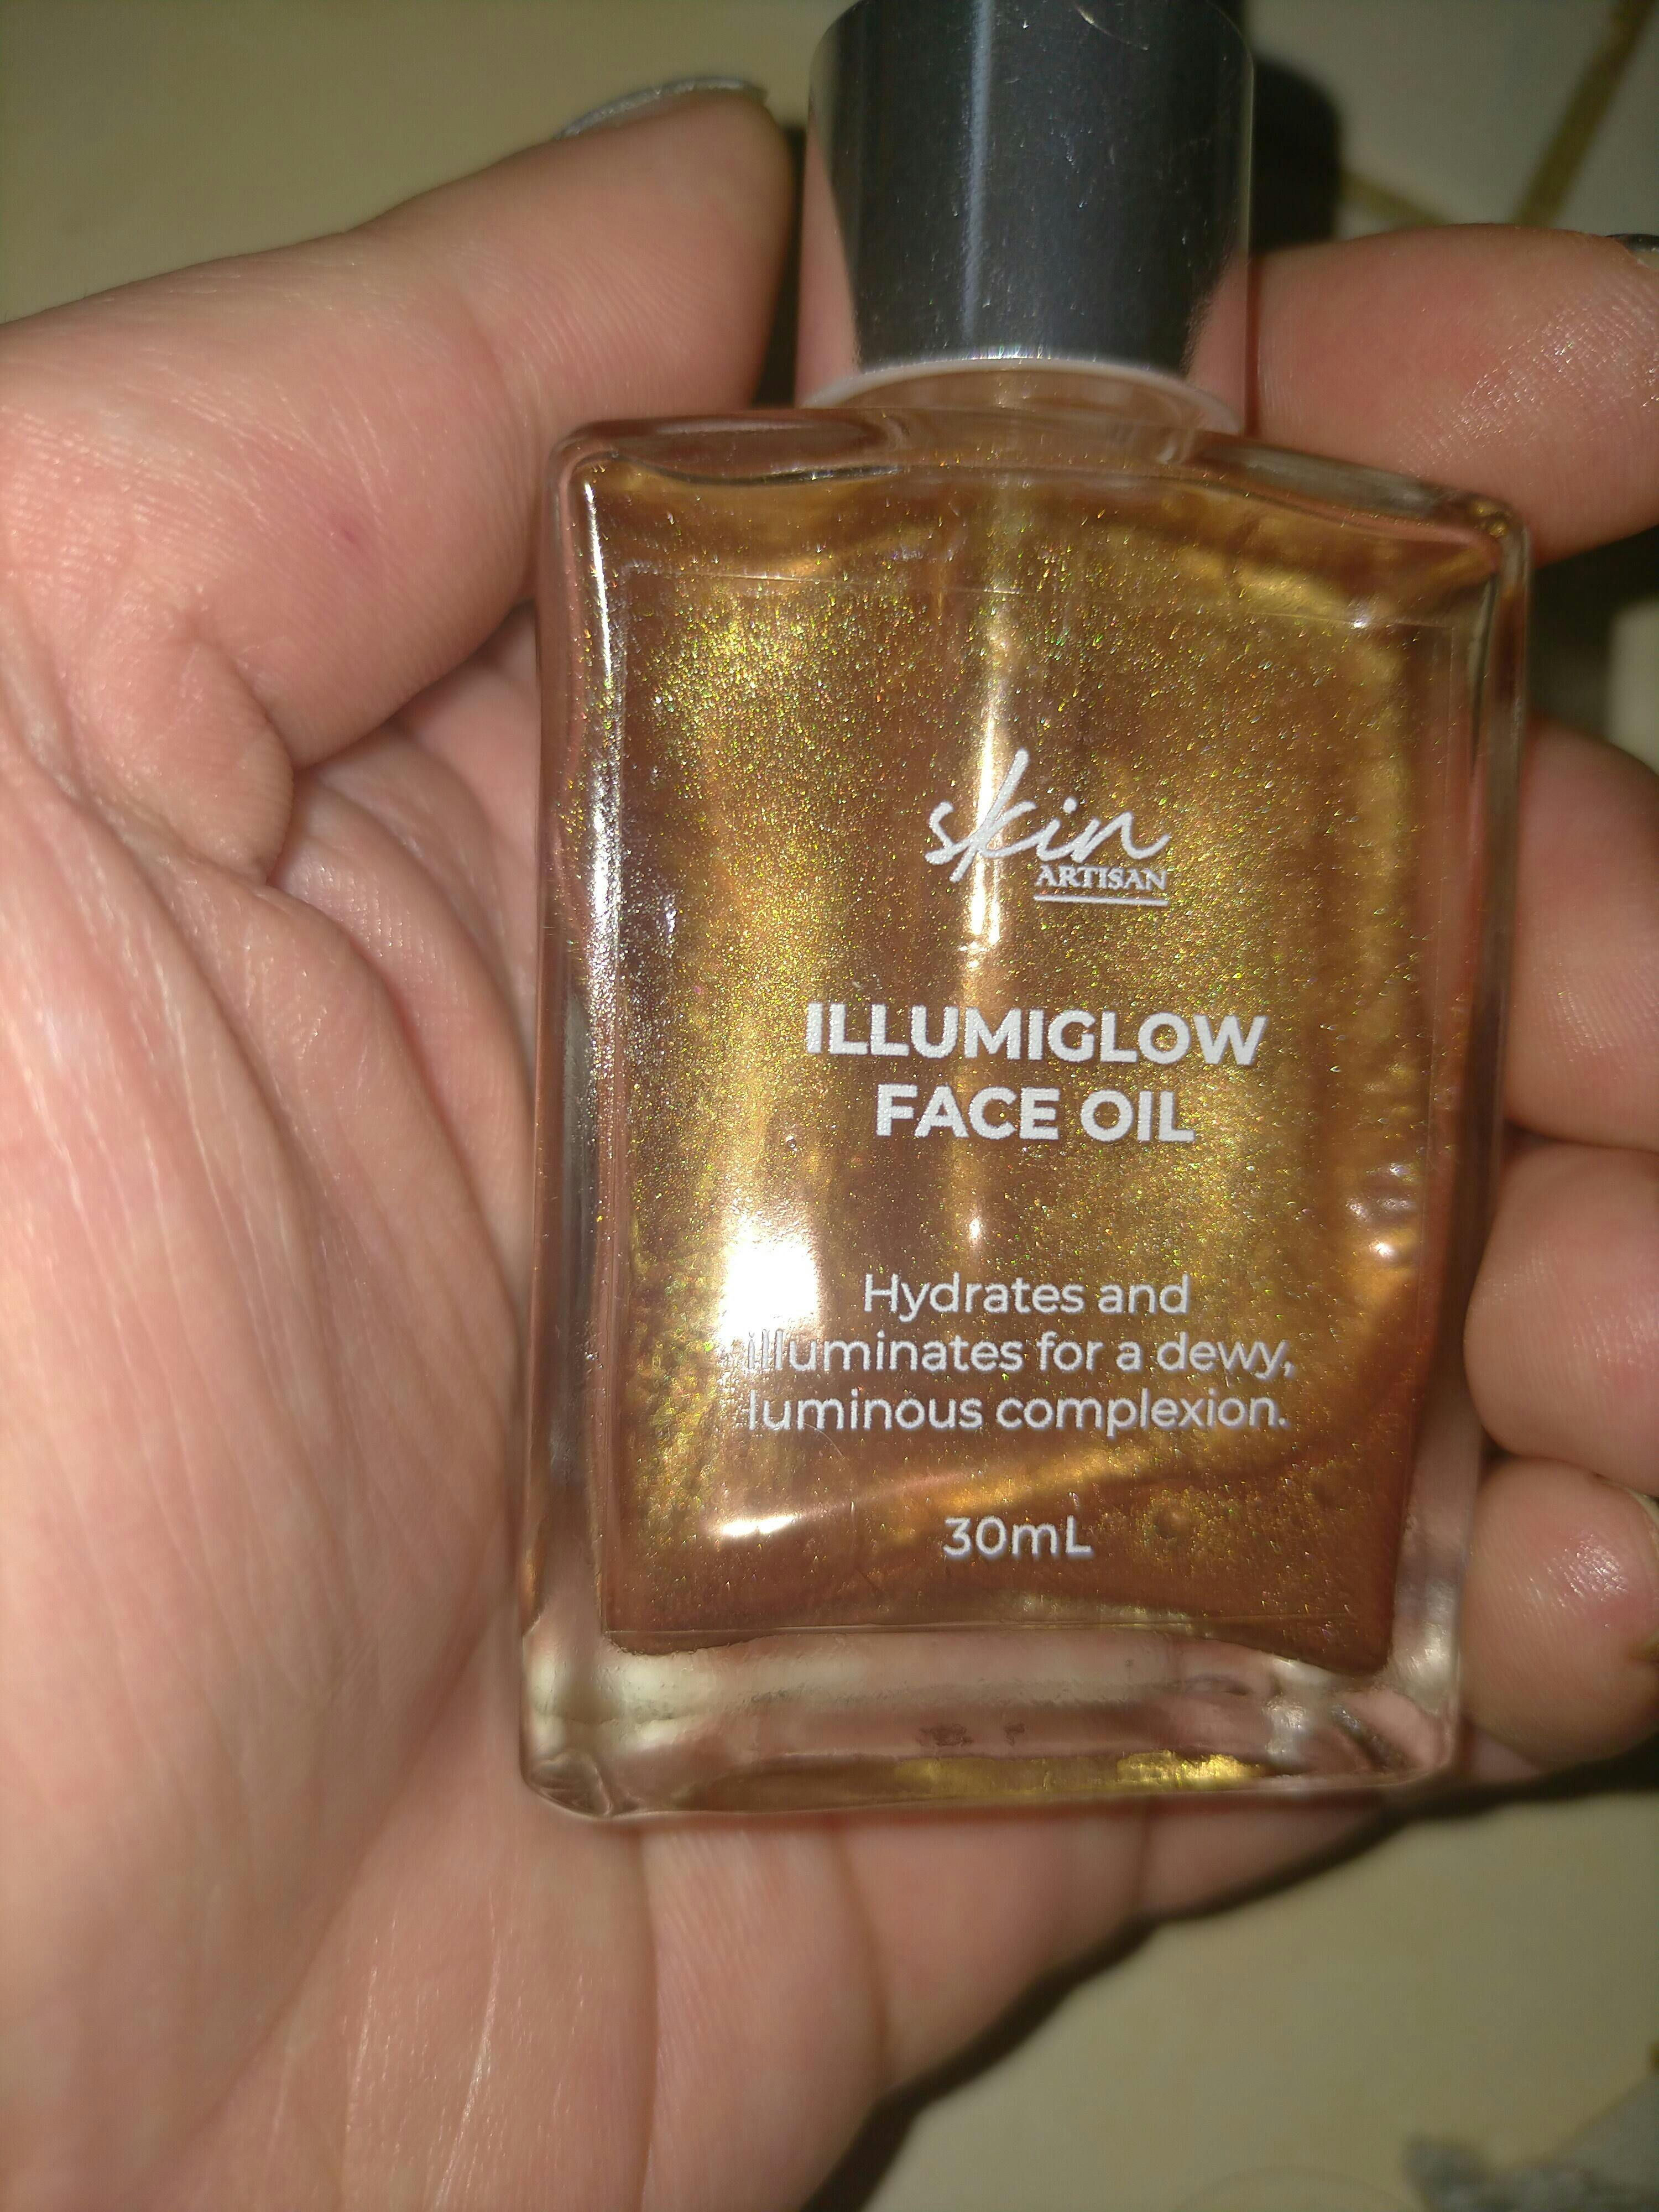 skin
ARTISAN
ILLUMIGLOW
FACE OIL
Hydrates and
illuminates for a dewy,
luminous complexion.
30mL